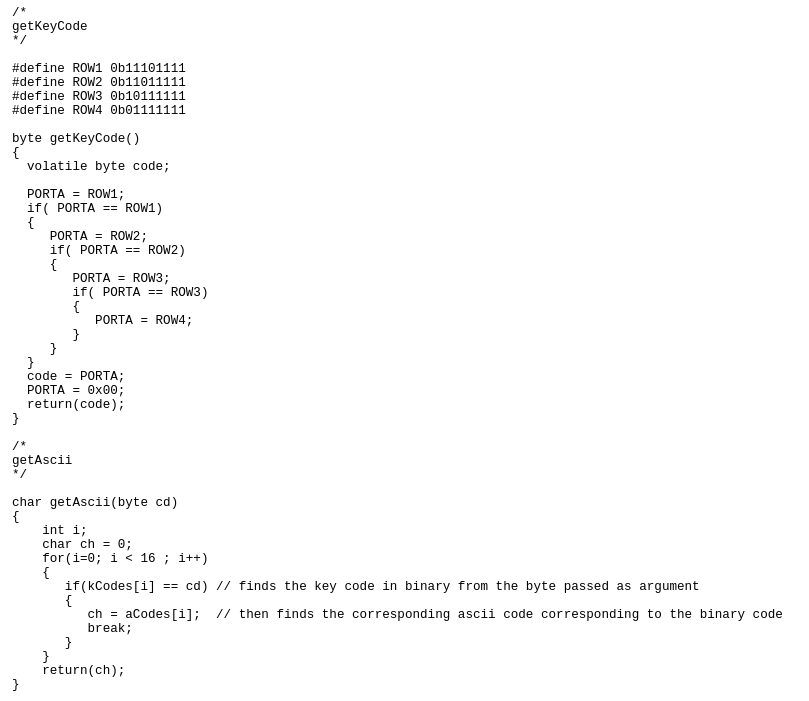 /*
getKeyCode
*/

#define ROW1 0b11101111
#define ROW2 0b11011111
#define ROW3 0b10111111
#define ROW4 0b01111111

byte getKeyCode()
{
  volatile byte code;

  PORTA = ROW1;
  if( PORTA == ROW1)
  {
     PORTA = ROW2;
     if( PORTA == ROW2)
     {
        PORTA = ROW3;
        if( PORTA == ROW3)
        {
           PORTA = ROW4;
        }
     }
  }
  code = PORTA;
  PORTA = 0x00;
  return(code);
}

/*
getAscii
*/

char getAscii(byte cd)
{
    int i;
    char ch = 0;
    for(i=0; i < 16 ; i++)
    {
       if(kCodes[i] == cd) // finds the key code in binary from the byte passed as argument
       {
          ch = aCodes[i];  // then finds the corresponding ascii code corresponding to the binary code
          break;
       }
    }
    return(ch);
}